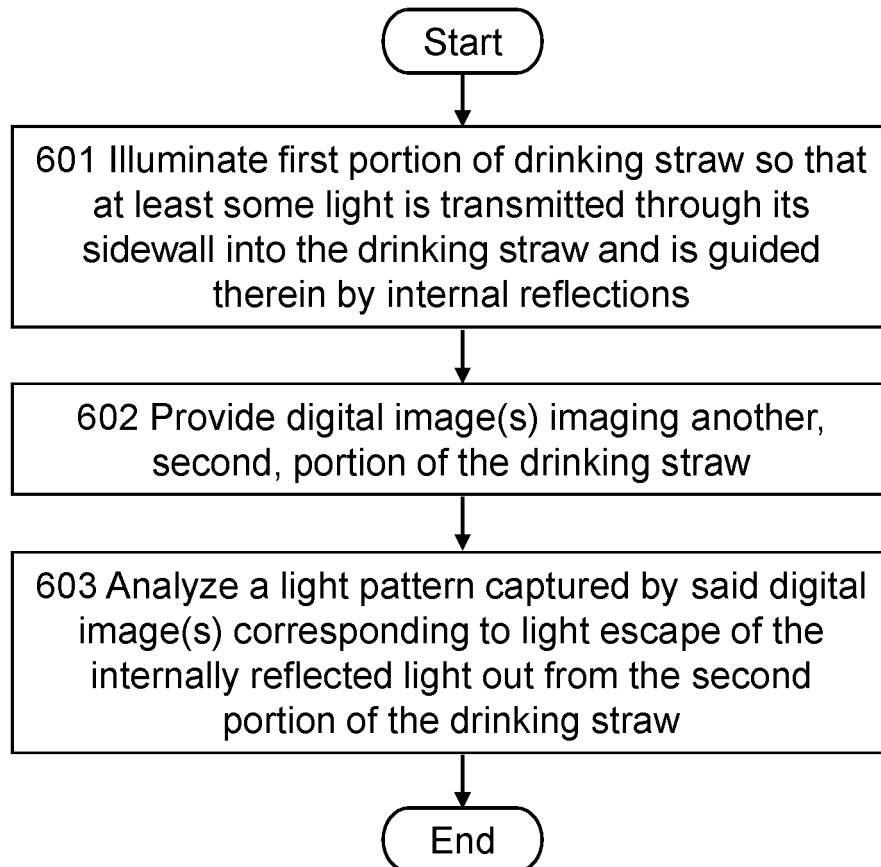 Start
601 Illuminate first portion of drinking straw so that
at least some light is transmitted through its
sidewall into the drinking straw and is guided
therein by internal reflections
602 Provide digital image(s) imaging another,
second, portion of the drinking straw
603 Analyze a light pattern captured by said digital
image(s) corresponding to light escape of the
internally reflected light out from the second
portion of the drinking straw
End